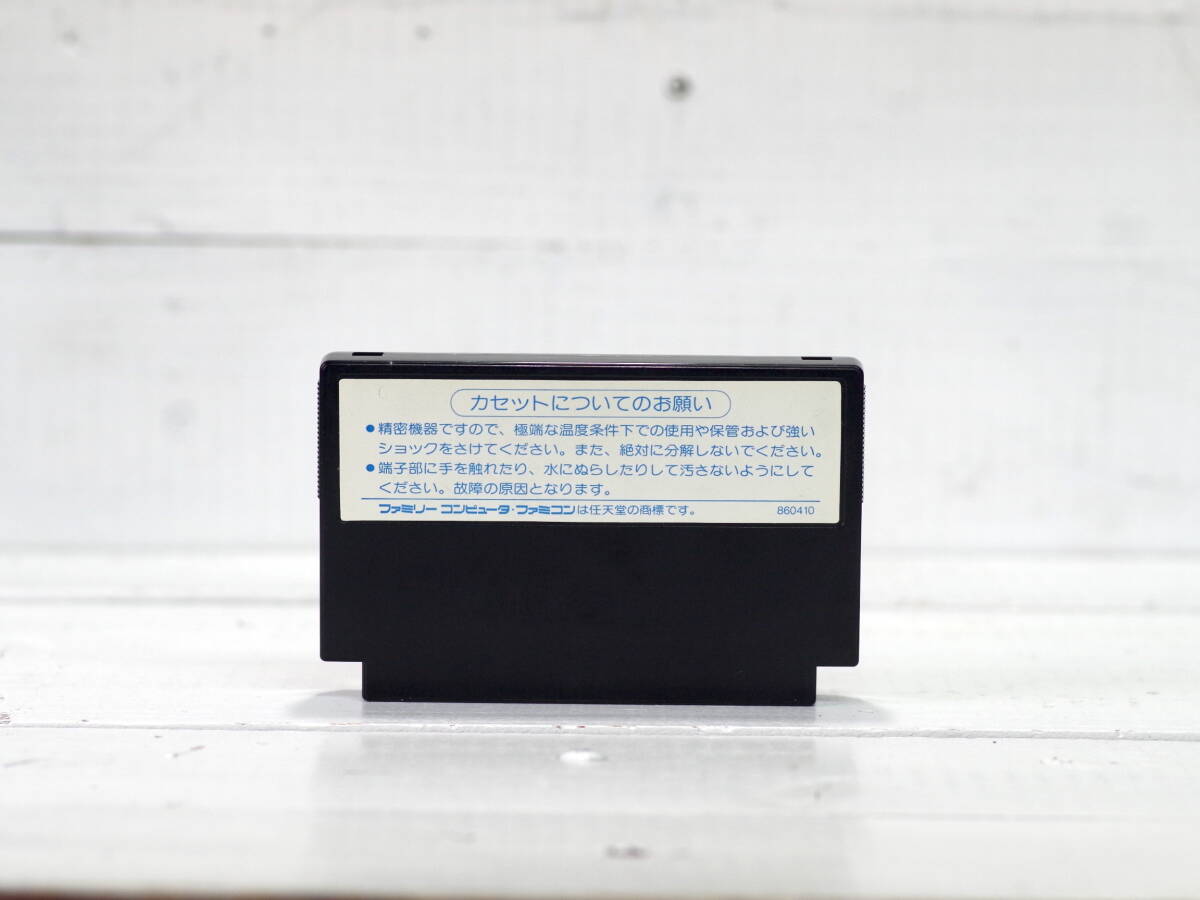 カセットについてのお願い
●精密機器ですので、極端な温度条件下での使用や保管および強い
ショックをさけてください。また、絶対に分解しないでください。
●端子部に手を触れたり、水にぬらしたりして汚さないようにして
ください。故障の原因となります。
ファミリー コンピュータ・ファミコンは任天堂の商標です。 860410